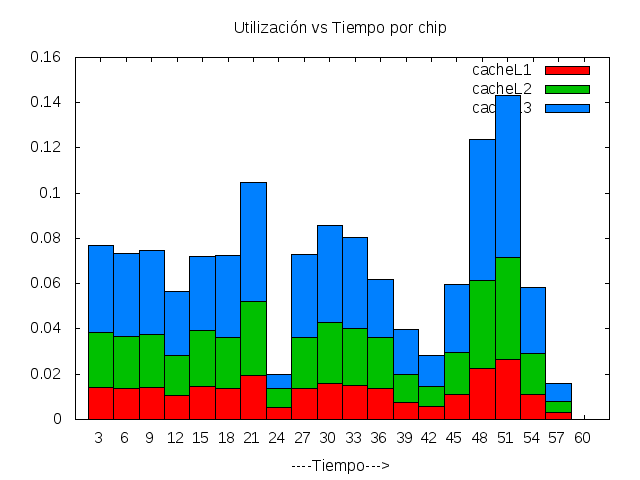 Utilización vs Tiempo por chip
0.16
0.14
0.12
0.1
0.08
0.06
0.04
0.02
0
cacheL1
cacheL2
3 6 9 12 15 18 21 24 27 30 33 36 39 42 45 48 51 54 57 60
----Tiempo--->